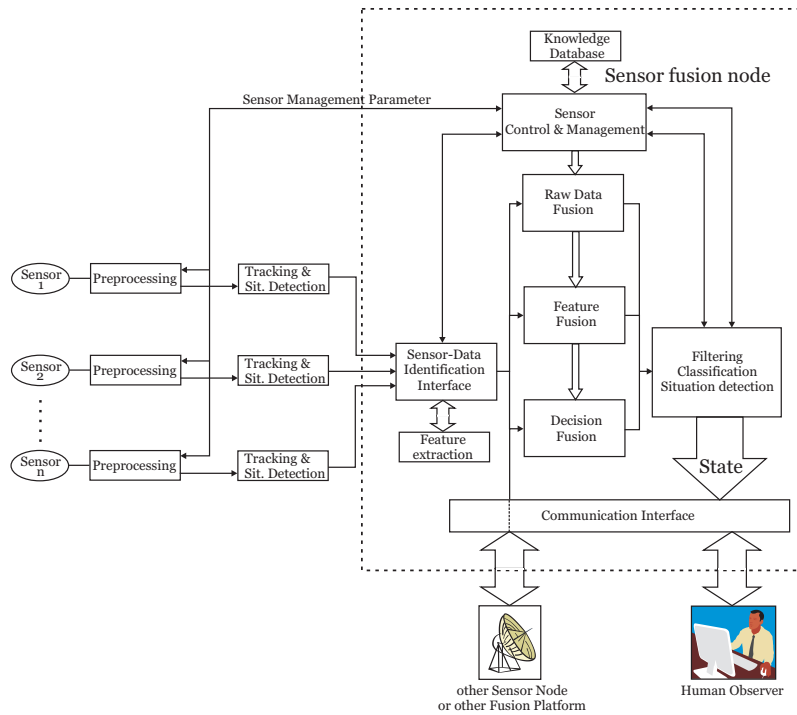 Knowledge
Database
Sensor fusion node
Sensor Management Parameter
Sensor
Control & Management
Raw Data
Fusion
Sensor
1
Preprocessing
Tracking &
Sit. Detection
Feature
Fusion
Sensor-Data
Identification
Interface
Filtering
Classification
Situation detection
Sensor
2
Preprocessing
Tracking &
Sit. Detection
Decision
Fusion
Feature
extraction
Sensor
n
Preprocessing
Tracking &
Sit. Detection
State
Communication Interface
other Sensor Node
or other Fusion Platform
Human Observer